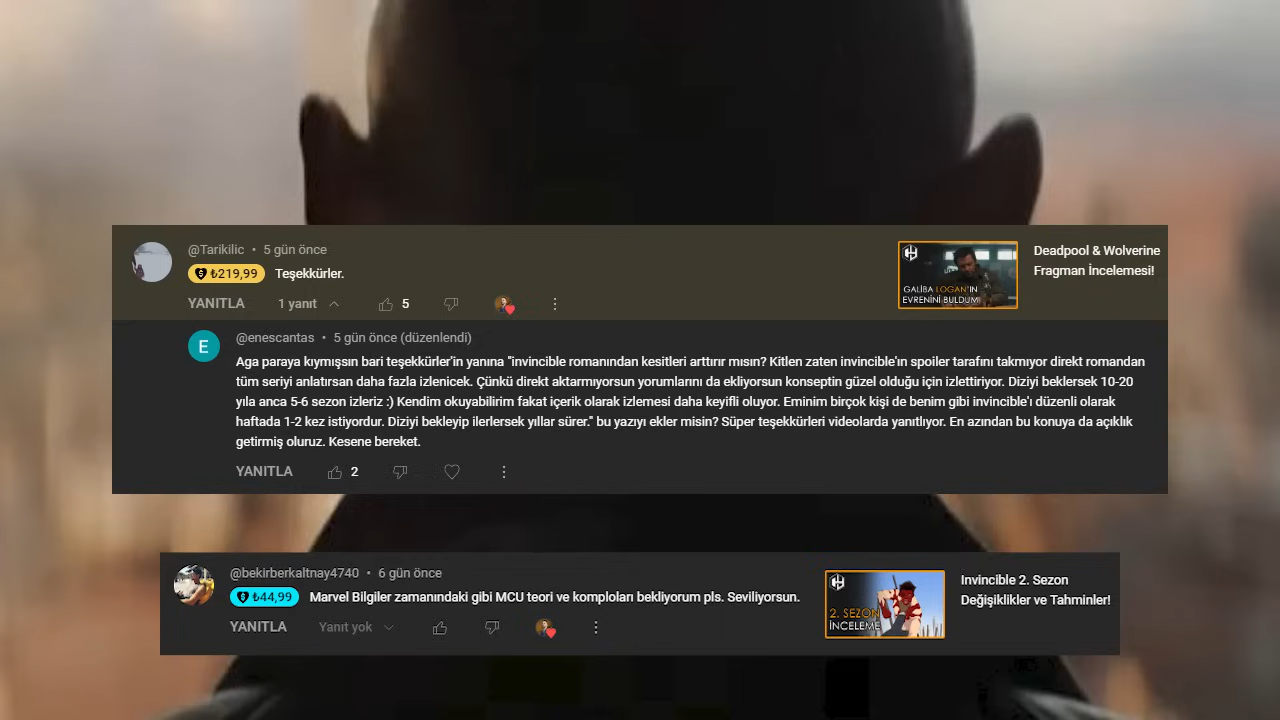 @Tarikilic • 5 gün önce
₺219,99 Teşekkürler.
YANITLA 1 yanıt 5
GALİBA LOGAN'IN
EVRENİNİ BULDUM!
Deadpool & Wolverine
Fragman İncelemesi!
E
@enescantas • 5 gün önce (düzenlendi)
Aga paraya kıymışsın bari teşekkürler'in yanına "invincible romanından kesitleri arttırır mısın? Kitlen zaten invincible'ın spoiler tarafını takmıyor direkt romandan
tüm seriyi anlatırsan daha fazla izlenicek. Çünkü direkt aktarmıyorsun yorumlarını da ekliyorsun konseptin güzel olduğu için izlettiriyor. Diziyi beklersek 10-20
yıla anca 5-6 sezon izleriz :) Kendim okuyabilirim fakat içerik olarak izlemesi daha keyifli oluyor. Eminim birçok kişi de benim gibi invincible'ı düzenli olarak
haftada 1-2 kez istiyordur. Diziyi bekleyip ilerlersek yıllar sürer." bu yazıyı ekler misin? Süper teşekkürleri videolarda yanıtlıyor. En azından bu konuya da açıklık
getirmiş oluruz. Kesene bereket.
YANITLA 2
@bekirberkaltnay4740 • 6 gün önce
₺44,99 Marvel Bilgiler zamanındaki gibi MCU teori ve komploları bekliyorum pls. Seviliyorsun.
YANITLA Yanıt yok
2. SEZON
İNCELEME
Invincible 2. Sezon
Değişiklikler ve Tahminler!